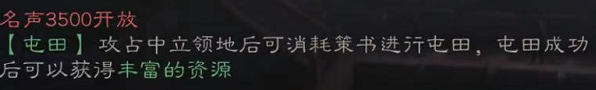 名声3500开放
【屯田】攻占中立领地后可消耗策书进行屯田，屯田成功
后可以获得丰富的资源